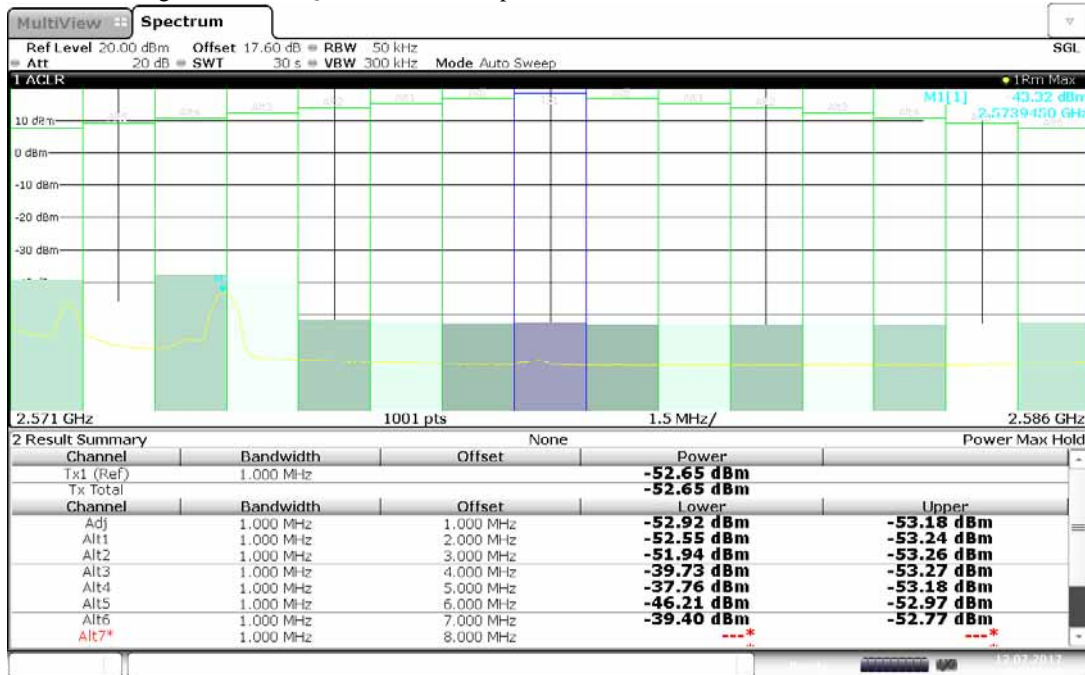 MultiView Spectrum
Ref Level 20.00 dBm Offset 17.60 dB RBW 50 kHz SGL
Att 20 dB SWT 30 s VBW 300 kHz Mode Auto Sweep
1 ACLR 1Rm Max
M1[1] 43.32 dBm
2.5739450 GHz
10 dBm
0 dBm
-10 dBm
-20 dBm
-30 dBm
2.571 GHz 1001 pts 1.5 MHz/ 2.586 GHz
2 Result Summary None Power Max Hold
Channel Bandwidth Offset Power
Tx1 (Ref) 1.000 MHz -52.65 dBm
Tx Total -52.65 dBm
Channel Bandwidth Offset Lower Upper
Adj 1.000 MHz 1.000 MHz -52.92 dBm -53.18 dBm
Alt1 1.000 MHz 2.000 MHz -52.55 dBm -53.24 dBm
Alt2 1.000 MHz 3.000 MHz -51.94 dBm -53.26 dBm
Alt3 1.000 MHz 4.000 MHz -39.73 dBm -53.27 dBm
Alt4 1.000 MHz 5.000 MHz -37.76 dBm -53.18 dBm
Alt5 1.000 MHz 6.000 MHz -46.21 dBm -52.97 dBm
Alt6 1.000 MHz 7.000 MHz -39.40 dBm -52.77 dBm
Alt7* 1.000 MHz 8.000 MHz ---* ---*
12.07.2017